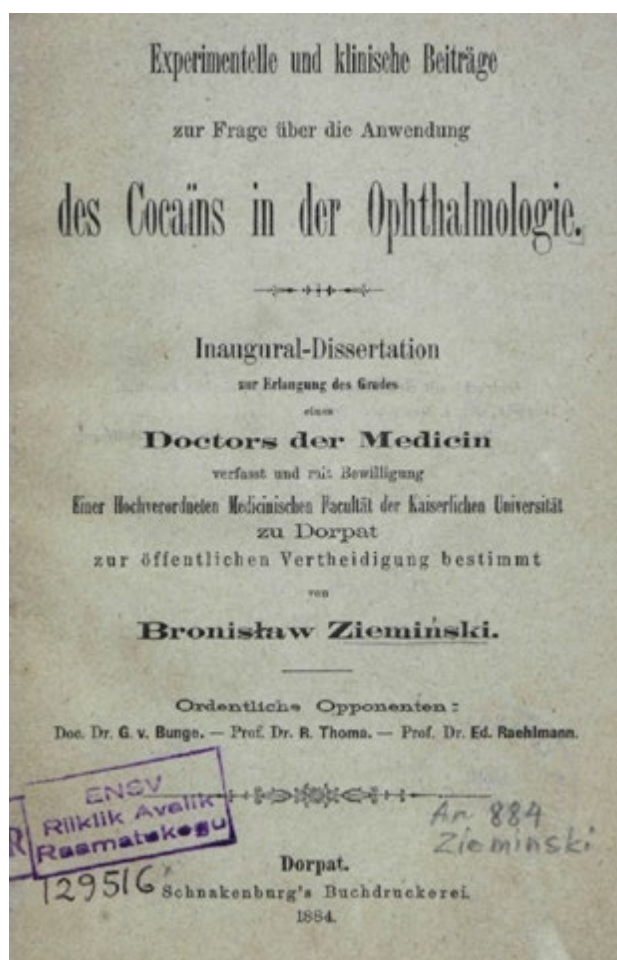 Experimentelle und klinische Beiträge
zur Frage über die Anwendung
des Cocaïns in der Ophthalmologie.
Inaugural-Dissertation
zur Erlangung des Grades
eines
Doctors der Medicin
verfasst und mit Bewilligung
Einer Hochverordneten Medicinischen Facultät der Kaiserlichen Universität
zu Dorpat
zur öffentlichen Vertheidigung bestimmt
von
Bronisław Ziemiński.
Ordentliche Opponenten:
Doc. Dr. G. v. Bunge. — Prof. Dr. R. Thoma. — Prof. Dr. Ed. Raehlmann.
ENSV
Riiklik Avalik
Raamatukogu
R
129516
An 884
Zieminski
Dorpat.
Schnakenburg's Buchdruckerei.
1884.